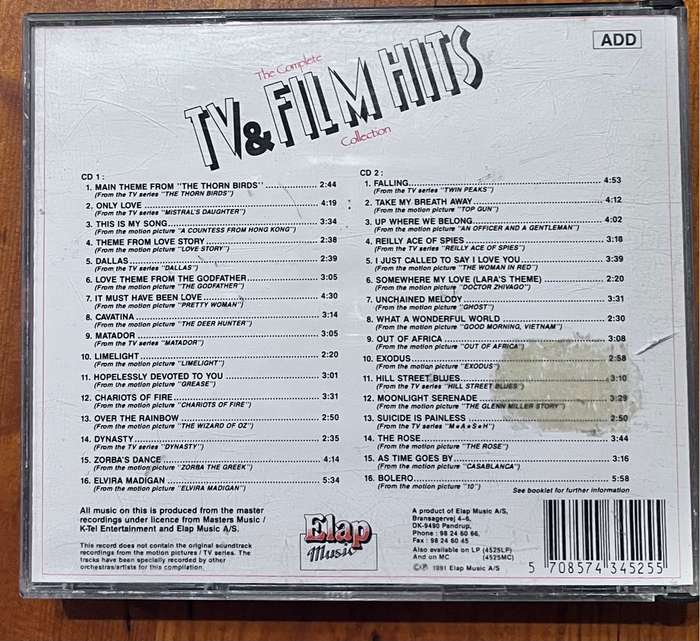 The Complete
TV & FILM HITS
Collection
ADD
CD 1 :
1. MAIN THEME FROM "THE THORN BIRDS" 2:44
(From the TV series "THE THORN BIRDS")
2. ONLY LOVE 4:19
(From the TV series "MISTRAL'S DAUGHTER")
3. THIS IS MY SONG 3:34
(From the motion picture "A COUNTESS FROM HONG KONG")
4. THEME FROM LOVE STORY 2:38
(From the motion picture "LOVE STORY")
5. DALLAS 2:39
(From the TV series "DALLAS")
6. LOVE THEME FROM THE GODFATHER 3:05
(From the motion picture "THE GODFATHER")
7. IT MUST HAVE BEEN LOVE 4:30
(From the motion picture "PRETTY WOMAN")
8. CAVATINA 3:14
(From the motion picture "THE DEER HUNTER")
9. MATADOR 3:05
(From the TV series "MATADOR")
10. LIMELIGHT 2:20
(From the motion picture "LIMELIGHT")
11. HOPELESSLY DEVOTED TO YOU 3:01
(From the motion picture "GREASE")
12. CHARIOTS OF FIRE 3:31
(From the motion picture "CHARIOTS OF FIRE")
13. OVER THE RAINBOW 2:50
(From the motion picture "THE WIZARD OF OZ")
14. DYNASTY 2:35
(From the TV series "DYNASTY")
15. ZORBA'S DANCE 4:14
(From the motion picture "ZORBA THE GREEK")
16. ELVIRA MADIGAN 5:34
(From the motion picture "ELVIRA MADIGAN")
CD 2 :
1. FALLING 4:53
(From the TV series "TWIN PEAKS")
2. TAKE MY BREATH AWAY 4:12
(From the motion picture "TOP GUN")
3. UP WHERE WE BELONG 4:02
(From the motion picture "AN OFFICER AND A GENTLEMAN")
4. REILLY ACE OF SPIES 3:18
(From the TV series "REILLY ACE OF SPIES")
5. I JUST CALLED TO SAY I LOVE YOU 3:39
(From the motion picture "THE WOMAN IN RED")
6. SOMEWHERE MY LOVE (LARA'S THEME) 2:20
(From the motion picture "DOCTOR ZHIVAGO")
7. UNCHAINED MELODY 3:31
(From the motion picture "GHOST")
8. WHAT A WONDERFUL WORLD 2:30
(From the motion picture "GOOD MORNING, VIETNAM")
9. OUT OF AFRICA 3:08
(From the motion picture "OUT OF AFRICA")
10. EXODUS 2:58
(From the motion picture "EXODUS")
11. HILL STREET BLUES 3:10
(From the TV series "HILL STREET BLUES")
12. MOONLIGHT SERENADE 3:29
(From the motion picture "THE GLENN MILLER STORY")
13. SUICIDE IS PAINLESS 2:50
(From the TV series "M★A★S★H")
14. THE ROSE 3:44
(From the motion picture "THE ROSE")
15. AS TIME GOES BY 3:16
(From the motion picture "CASABLANCA")
16. BOLERO 5:58
(From the motion picture "10")
See booklet for further information
All music on this is produced from the master
recordings under licence from Masters Music /
K-Tel Entertainment and Elap Music A/S.
This record does not contain the original soundtrack
recordings from the motion pictures / TV series. The
tracks have been specially recorded by other
orchestras/artists for this compilation.
Elap
Music
A product of Elap Music A/S,
Bransagervej 4-6,
DK-9490 Pandrup,
Phone : 98 24 60 66,
Fax : 98 24 60 45
Also available on LP (4525LP)
And on MC (4525MC)
©℗ 1991 Elap Music A/S
5 708574 345255